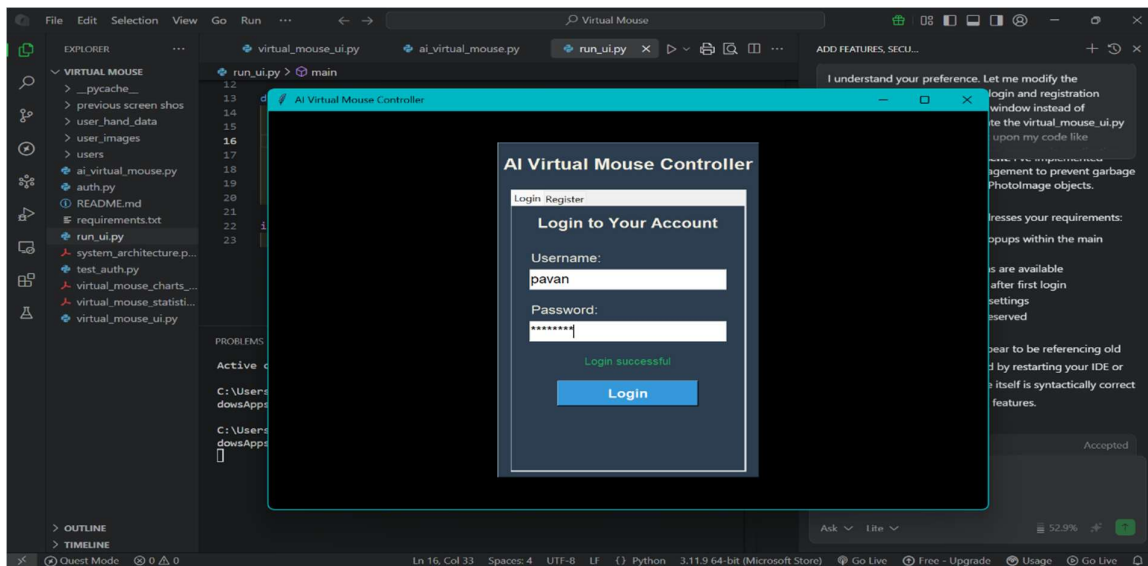 File Edit Selection View Go Run ··· Virtual Mouse
EXPLORER ···
VIRTUAL MOUSE
__pycache__
previous screen shos
user_hand_data
user_images
users
ai_virtual_mouse.py
auth.py
README.md
requirements.txt
run_ui.py
system_architecture.p...
test_auth.py
virtual_mouse_charts_...
virtual_mouse_statisti...
virtual_mouse_ui.py
OUTLINE
TIMELINE
virtual_mouse_ui.py ai_virtual_mouse.py run_ui.py
run_ui.py > main
12
13 d
14
15
16
17
18
19
20
21
22 i
23
PROBLEMS
Active c
C:\Users
dowsApps
C:\Users
dowsApps
AI Virtual Mouse Controller
AI Virtual Mouse Controller
Login Register
Login to Your Account
Username:
pavan
Password:
********
Login successful
Login
ADD FEATURES, SECU...
I understand your preference. Let me modify the
login and registration
window instead of
te the virtual_mouse_ui.py
upon my code like
agement to prevent garbage
PhotoImage objects.
resses your requirements:
opups within the main
s are available
after first login
settings
eserved
pear to be referencing old
d by restarting your IDE or
e itself is syntactically correct
features.
Accepted
Ask Lite 52.9%
Quest Mode 0 0 Ln 16, Col 33 Spaces: 4 UTF-8 LF {} Python 3.11.9 64-bit (Microsoft Store) Go Live Free - Upgrade Usage Go Live